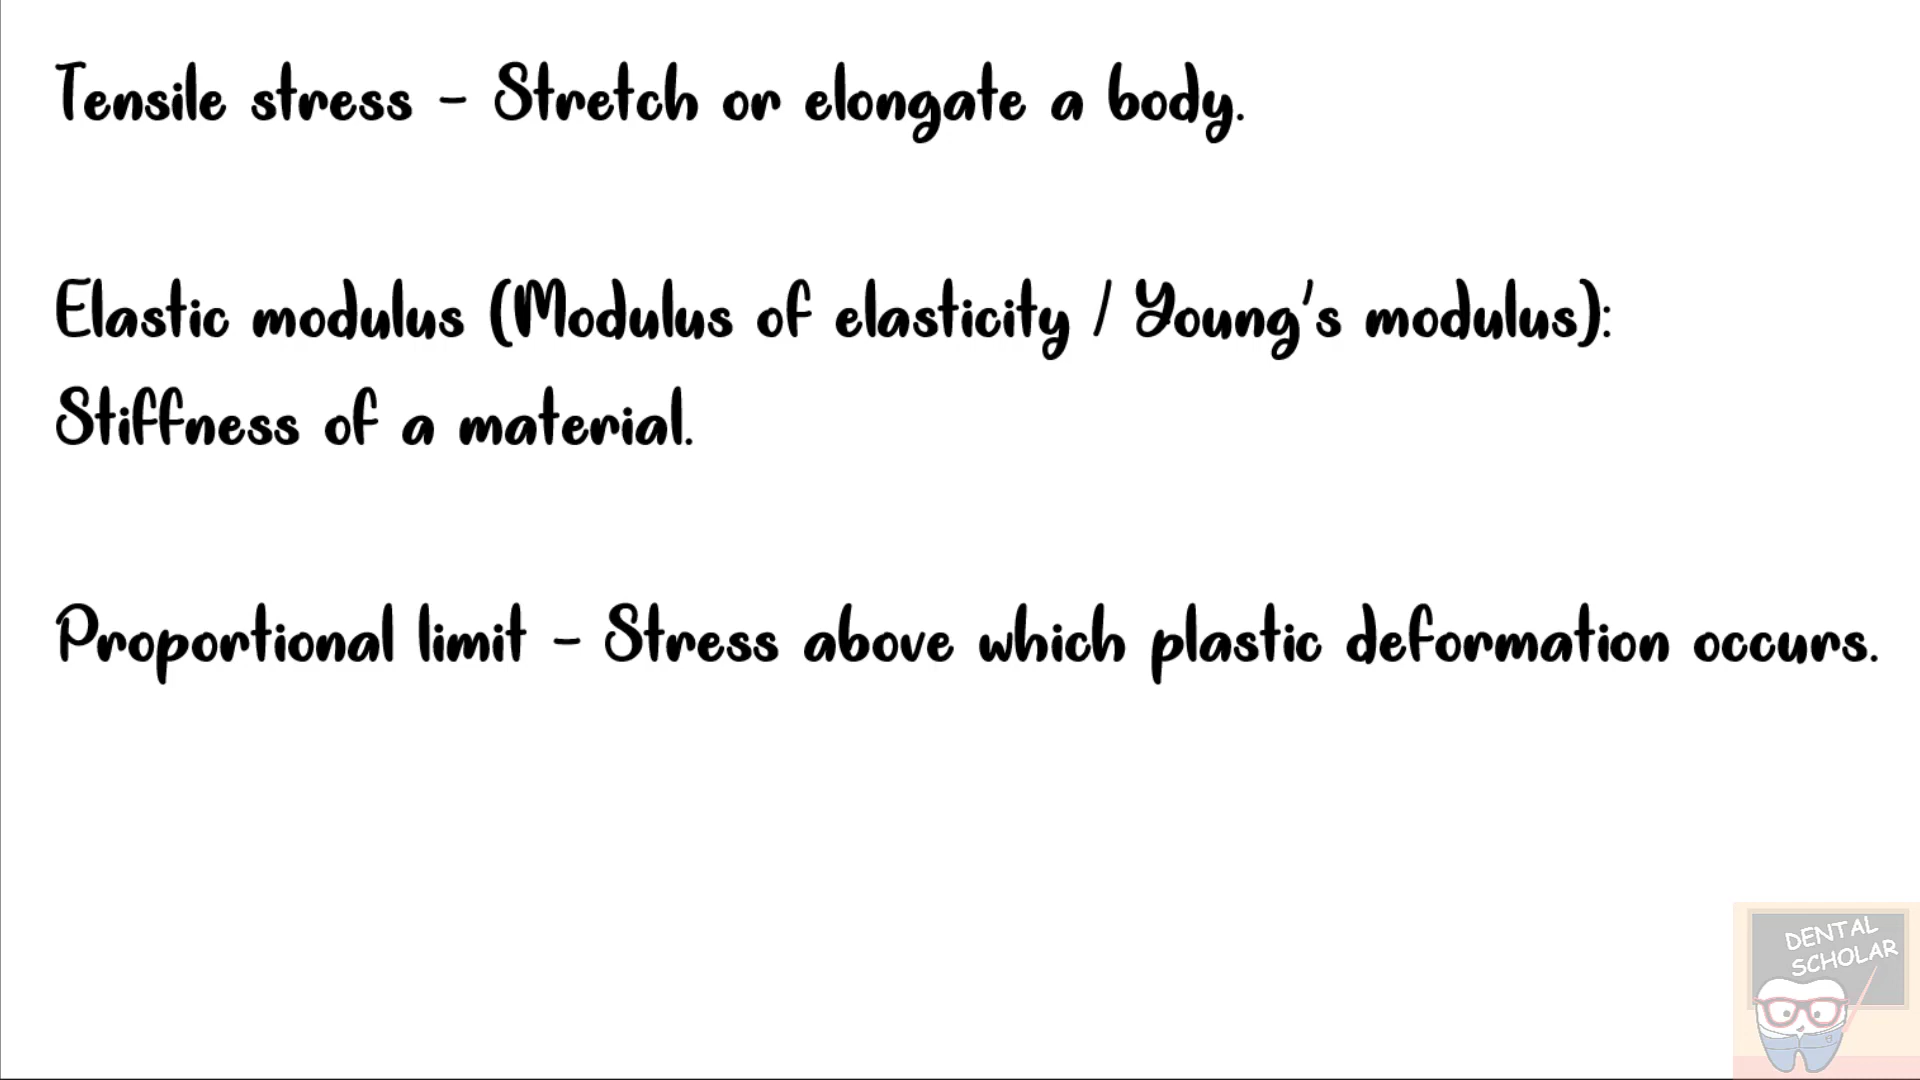 Tensile stress - Stretch or elongate a body.
Elastic modulus (Modulus of elasticity / Young's modulus):
Stiffness of a material.
Proportional limit - Stress above which plastic deformation occurs.
DENTAL
SCHOLAR